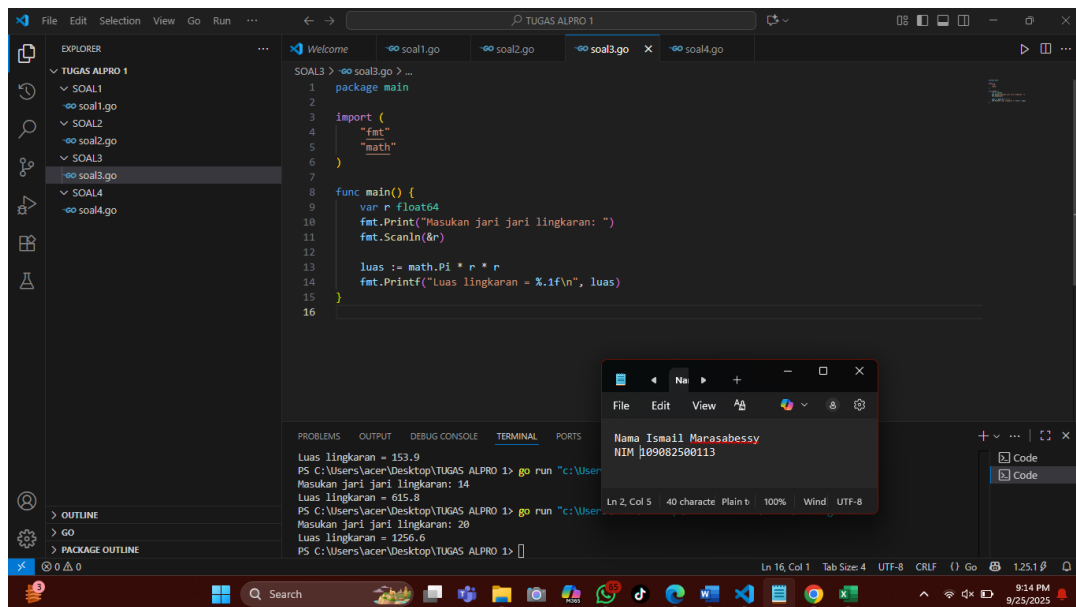 File Edit Selection View Go Run ··· TUGAS ALPRO 1
EXPLORER
TUGAS ALPRO 1
SOAL1
soal1.go
SOAL2
soal2.go
SOAL3
soal3.go
SOAL4
soal4.go
OUTLINE
GO
PACKAGE OUTLINE
Welcome soal1.go soal2.go soal3.go soal4.go
SOAL3 > soal3.go > ...
1 package main
2
3 import (
4 "fmt"
5 "math"
6 )
7
8 func main() {
9 var r float64
10 fmt.Print("Masukan jari jari lingkaran: ")
11 fmt.Scanln(&r)
12
13 luas := math.Pi * r * r
14 fmt.Printf("Luas lingkaran = %.1f\n", luas)
15 }
16
File Edit View
Nama Ismail Marasabessy
NIM 109082500113
Ln 2, Col 5 40 characte Plain t 100% Wind UTF-8
PROBLEMS OUTPUT DEBUG CONSOLE TERMINAL PORTS
Luas lingkaran = 153.9
PS C:\Users\acer\Desktop\TUGAS ALPRO 1> go run "c:\User
Masukan jari jari lingkaran: 14
Luas lingkaran = 615.8
PS C:\Users\acer\Desktop\TUGAS ALPRO 1> go run "c:\User
Masukan jari jari lingkaran: 20
Luas lingkaran = 1256.6
PS C:\Users\acer\Desktop\TUGAS ALPRO 1>
Code
Code
0 0 Ln 16, Col 1 Tab Size: 4 UTF-8 CRLF {} Go 1.25.1
3 Search 9:14 PM
9/25/2025